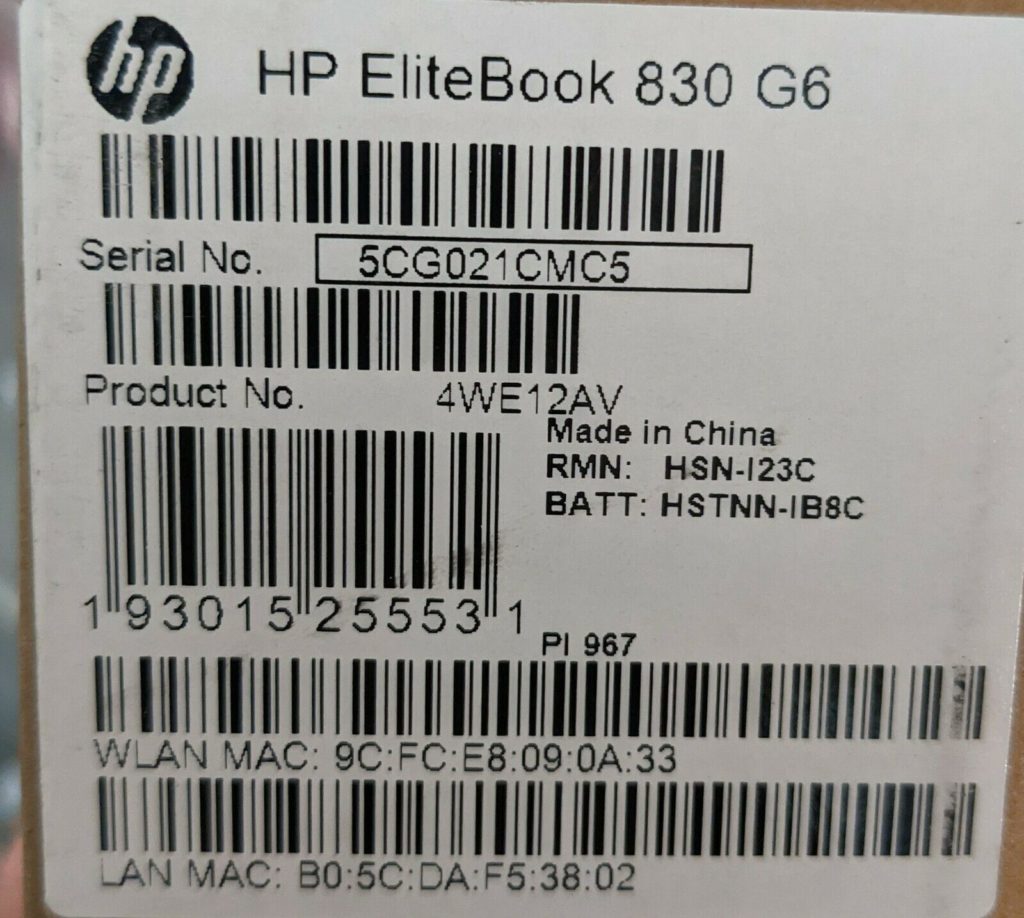 hp HP EliteBook 830 G6
Serial No. 5CG021CMC5
Product No. 4WE12AV
Made in China
RMN: HSN-I23C
BATT: HSTNN-IB8C
1 93015 25553 1
PI 967
WLAN MAC: 9C:FC:E8:09:0A:33
LAN MAC: B0:5C:DA:F5:38:02